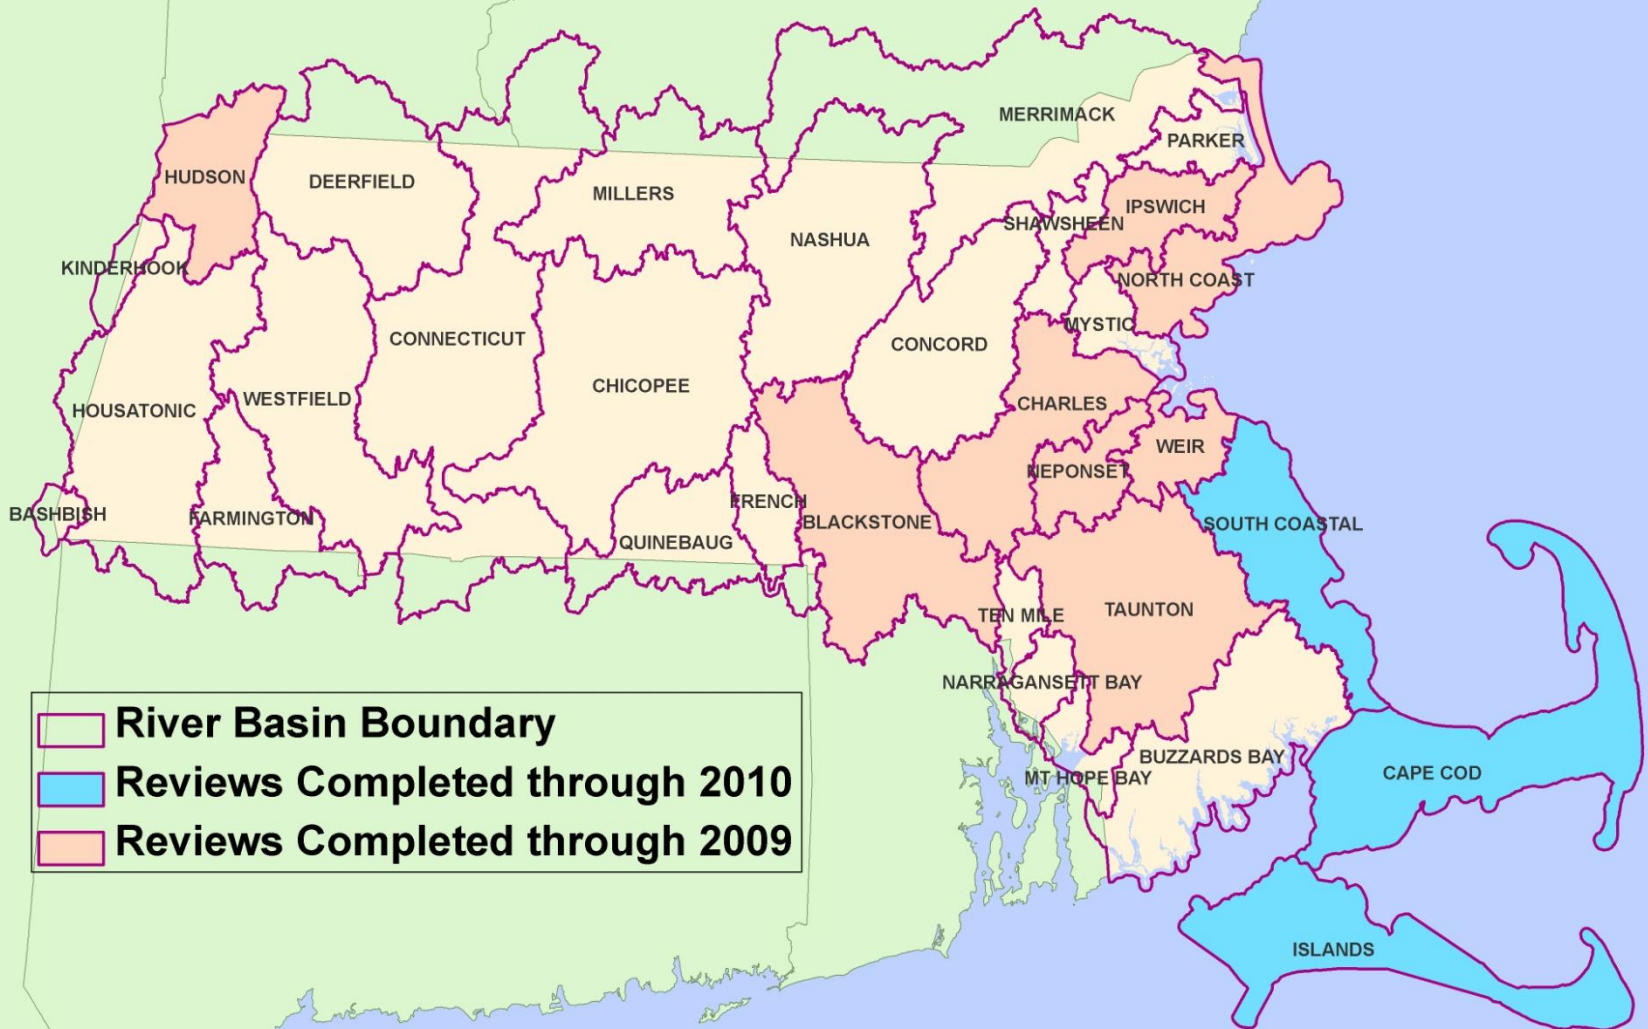 MERRIMACK
PARKER
HUDSON
DEERFIELD
MILLERS
IPSWICH
SHAWSHEEN
NASHUA
KINDERHOOK
NORTH COAST
MYSTIC
CONNECTICUT
CONCORD
CHICOPEE
WESTFIELD
HOUSATONIC
CHARLES
WEIR
NEPONSET
FRENCH
BASHBISH
FARMINGTON
BLACKSTONE
SOUTH COASTAL
QUINEBAUG
TEN MILE
TAUNTON
NARRAGANSETT BAY
BUZZARDS BAY
MT HOPE BAY
CAPE COD
ISLANDS
River Basin Boundary
Reviews Completed through 2010
Reviews Completed through 2009